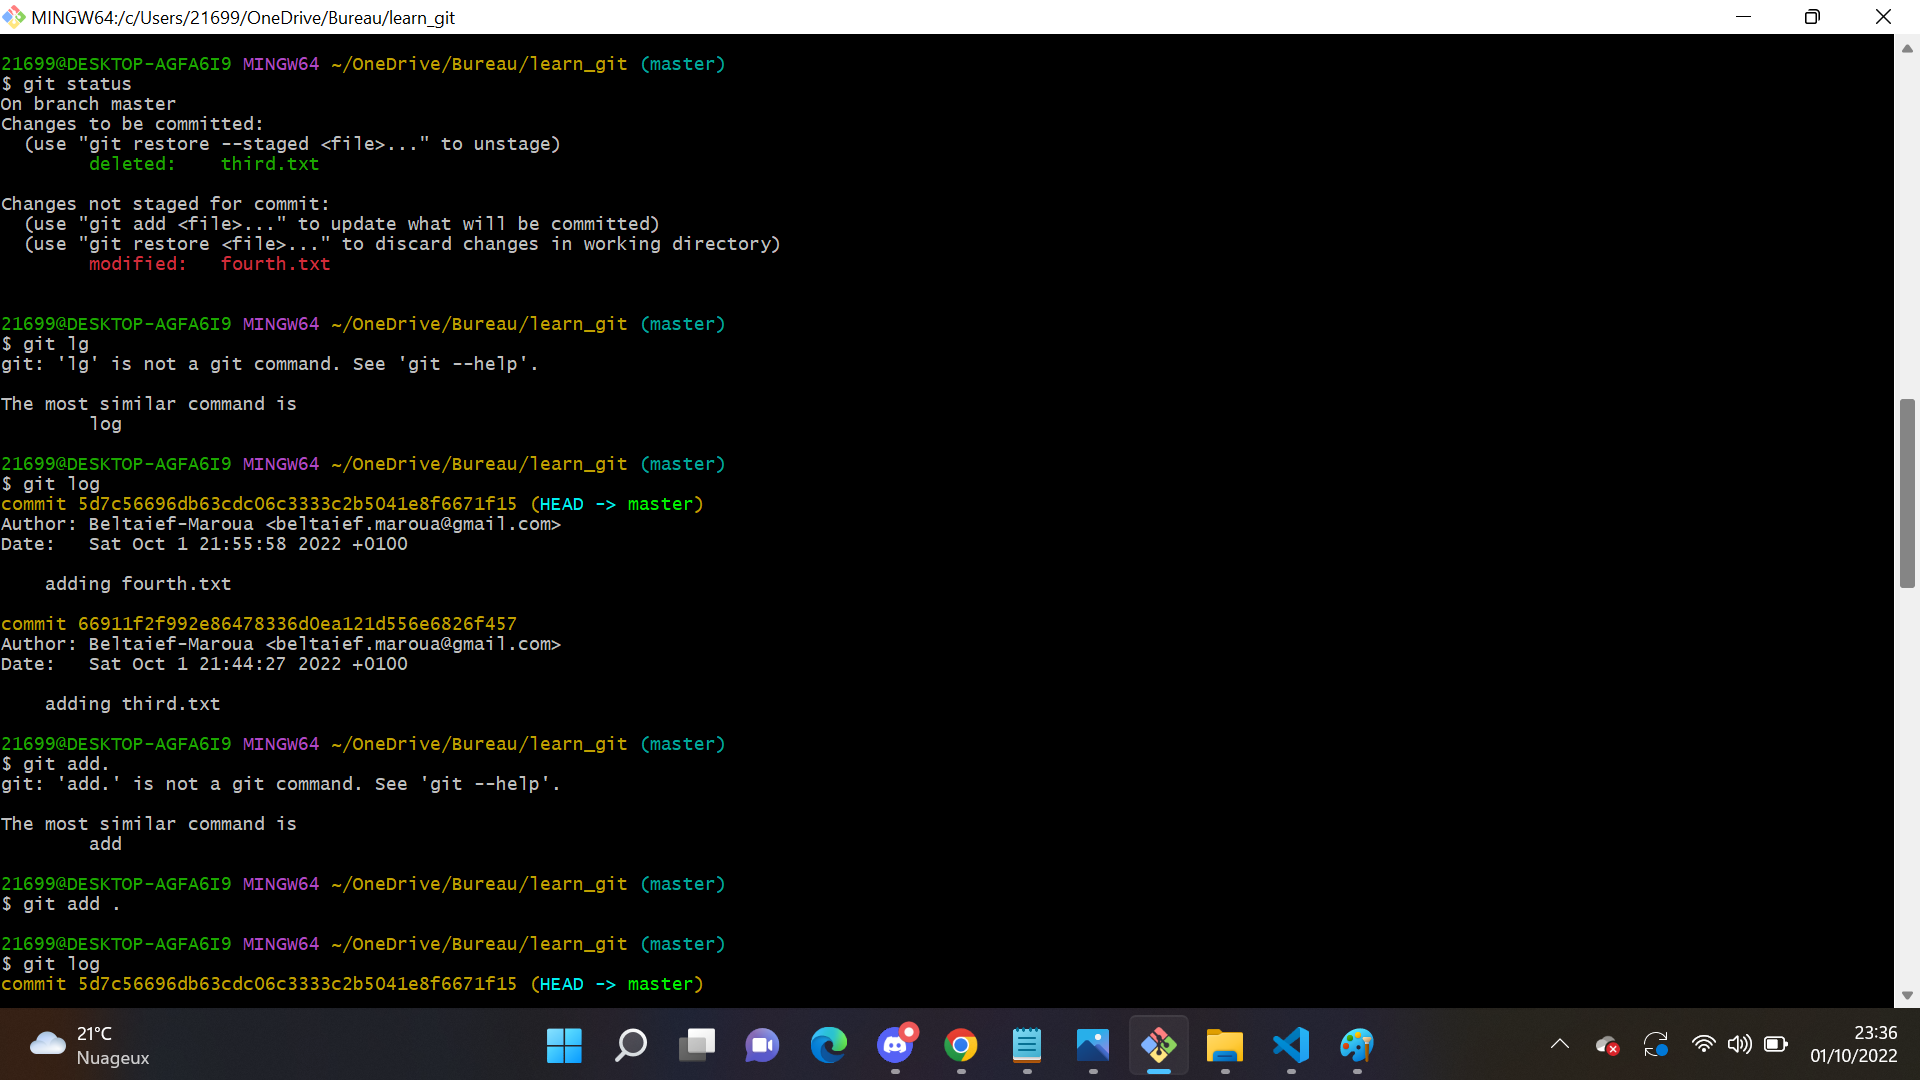 MINGW64:/c/Users/21699/OneDrive/Bureau/learn_git
21699@DESKTOP-AGFA6I9 MINGW64 ~/OneDrive/Bureau/learn_git (master)
$ git status
On branch master
Changes to be committed:
  (use "git restore --staged <file>..." to unstage)
        deleted:    third.txt

Changes not staged for commit:
  (use "git add <file>..." to update what will be committed)
  (use "git restore <file>..." to discard changes in working directory)
        modified:   fourth.txt

21699@DESKTOP-AGFA6I9 MINGW64 ~/OneDrive/Bureau/learn_git (master)
$ git lg
git: 'lg' is not a git command. See 'git --help'.

The most similar command is
        log

21699@DESKTOP-AGFA6I9 MINGW64 ~/OneDrive/Bureau/learn_git (master)
$ git log
commit 5d7c56696db63cdc06c3333c2b5041e8f6671f15 (HEAD -> master)
Author: Beltaief-Maroua <beltaief.maroua@gmail.com>
Date:   Sat Oct 1 21:55:58 2022 +0100

    adding fourth.txt

commit 66911f2f992e86478336d0ea121d556e6826f457
Author: Beltaief-Maroua <beltaief.maroua@gmail.com>
Date:   Sat Oct 1 21:44:27 2022 +0100

    adding third.txt

21699@DESKTOP-AGFA6I9 MINGW64 ~/OneDrive/Bureau/learn_git (master)
$ git add.
git: 'add.' is not a git command. See 'git --help'.

The most similar command is
        add

21699@DESKTOP-AGFA6I9 MINGW64 ~/OneDrive/Bureau/learn_git (master)
$ git add .

21699@DESKTOP-AGFA6I9 MINGW64 ~/OneDrive/Bureau/learn_git (master)
$ git log
commit 5d7c56696db63cdc06c3333c2b5041e8f6671f15 (HEAD -> master)
21°C
Nuageux
23:36
01/10/2022